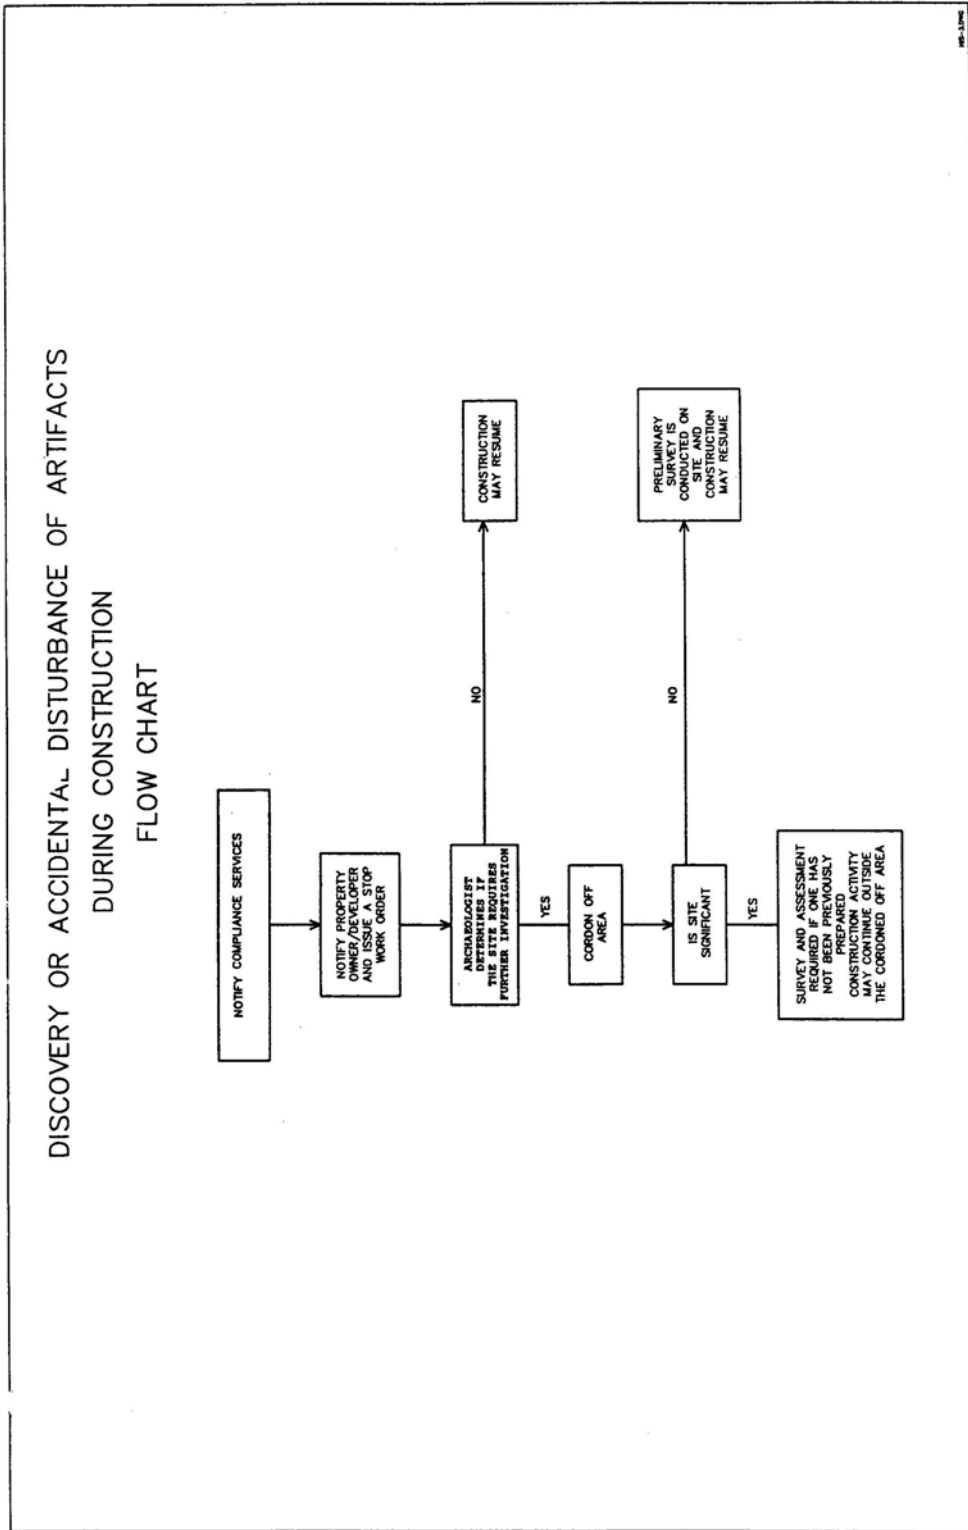 DISCOVERY OR ACCIDENTAL DISTURBANCE OF ARTIFACTS
DURING CONSTRUCTION
FLOW CHART
NOTIFY COMPLIANCE SERVICES
NOTIFY PROPERTY
OWNER/DEVELOPER
AND ISSUE A STOP
WORK ORDER
ARCHAEOLOGIST
DETERMINES IF
THE SITE REQUIRES
FURTHER INVESTIGATION
NO
CONSTRUCTION
MAY RESUME
YES
CORDON OFF
AREA
IS SITE
SIGNIFICANT
NO
PRELIMINARY
SURVEY IS
CONDUCTED ON
SITE AND
CONSTRUCTION
MAY RESUME
YES
SURVEY AND ASSESSMENT
REQUIRED IF ONE HAS
NOT BEEN PREVIOUSLY
PREPARED
CONSTRUCTION ACTIVITY
MAY CONTINUE OUTSIDE
THE CORDONED OFF AREA